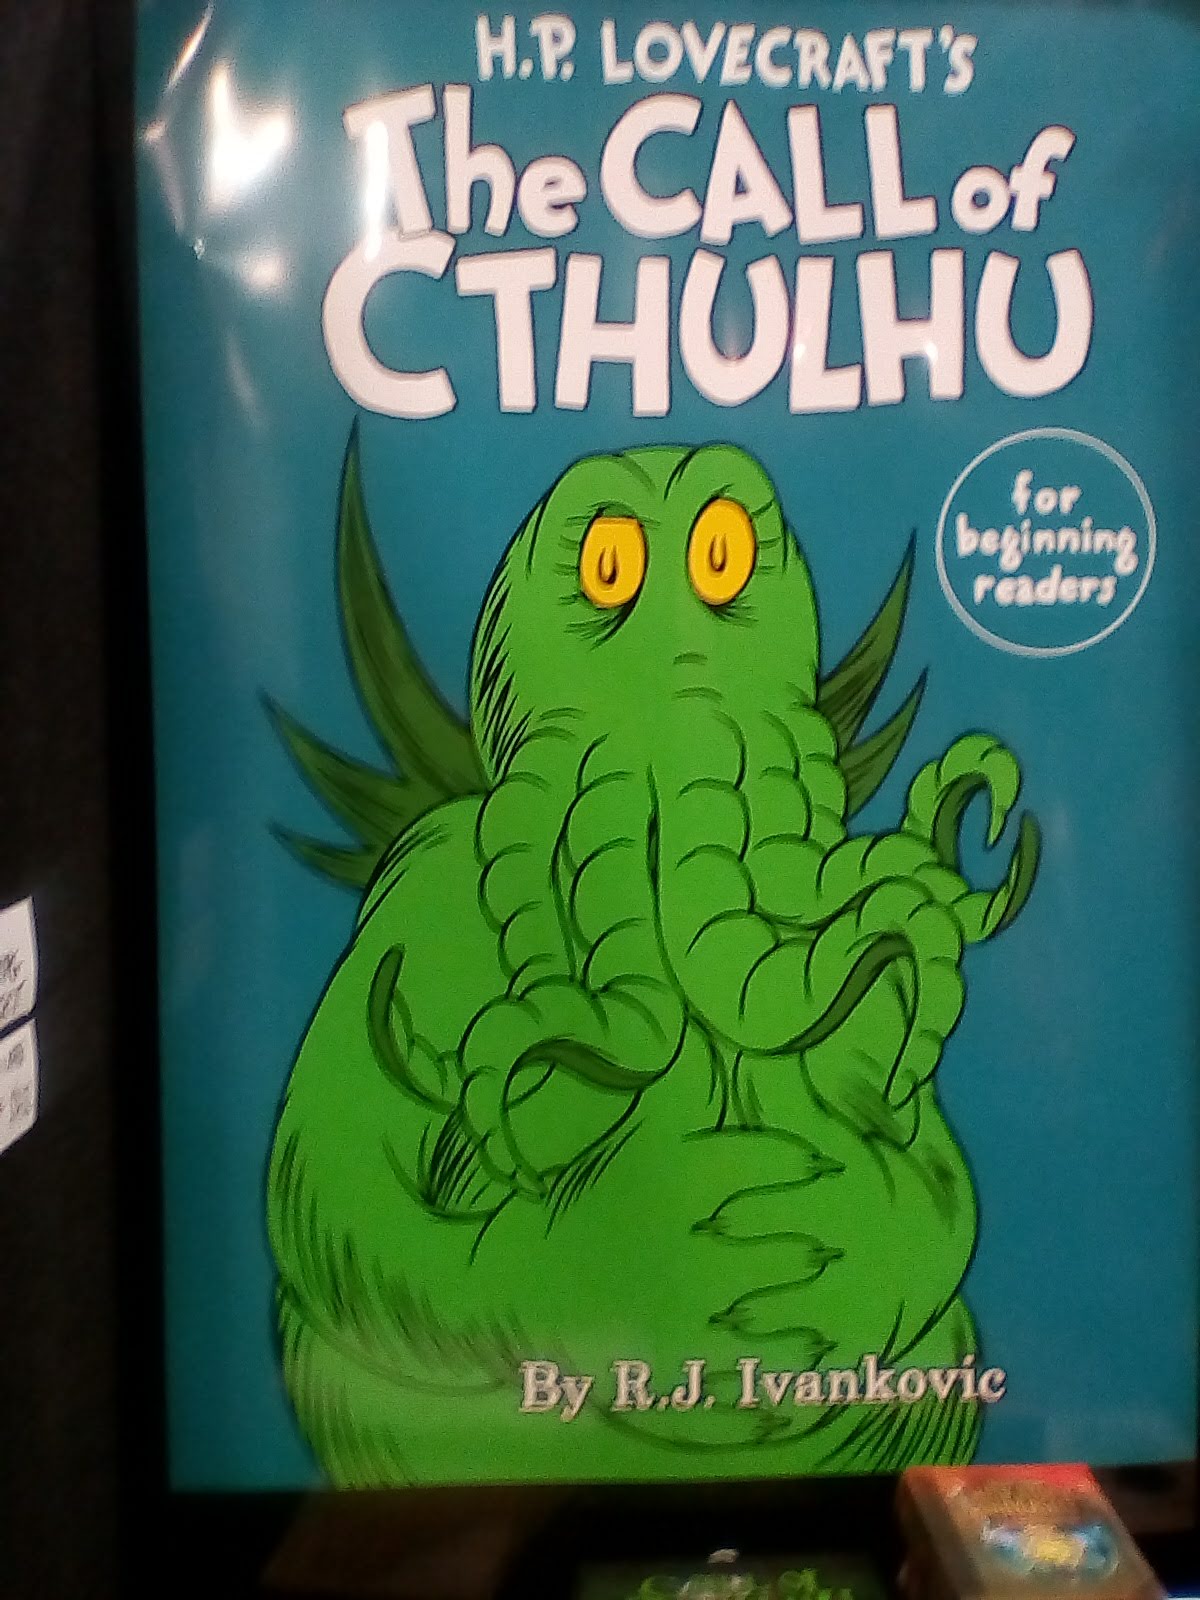 H.P. LOVECRAFT'S
The CALL of
CTHULHU
for
beginning
readers
By R.J. Ivankovic